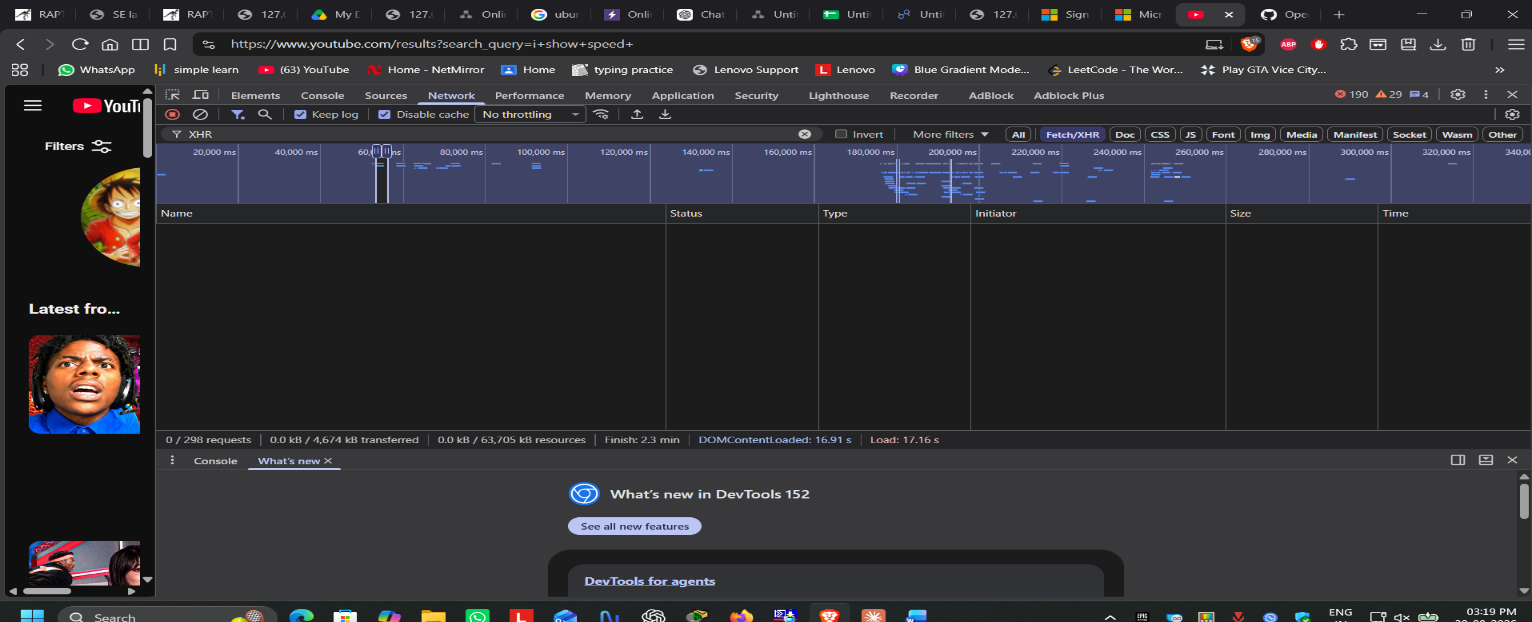 RAPT SE la RAPT 127.( My D 127.( Onlin ubur Onli Chat Untit Untit Untit 127.( Sign Micr Ope
https://www.youtube.com/results?search_query=i+show+speed+
WhatsApp simple learn (63) YouTube Home - NetMirror Home typing practice Lenovo Support Lenovo Blue Gradient Mode... LeetCode - The Wor... Play GTA Vice City... »
Elements Console Sources Network Performance Memory Application Security Lighthouse Recorder AdBlock Adblock Plus 190 29 4
Keep log Disable cache No throttling
XHR Invert More filters All Fetch/XHR Doc CSS JS Font Img Media Manifest Socket Wasm Other
Filters
20,000 ms 40,000 ms 80,000 ms 100,000 ms 120,000 ms 140,000 ms 160,000 ms 180,000 ms 200,000 ms 220,000 ms 240,000 ms 260,000 ms 280,000 ms 300,000 ms 320,000 ms 340,0
Name Status Type Initiator Size Time
Latest fro...
0 / 298 requests 0.0 kB / 4,674 kB transferred 0.0 kB / 63,705 kB resources Finish: 2.3 min DOMContentLoaded: 16.91 s Load: 17.16 s
Console What's new
What's new in DevTools 152
See all new features
DevTools for agents
Search
ENG
03:19 PM